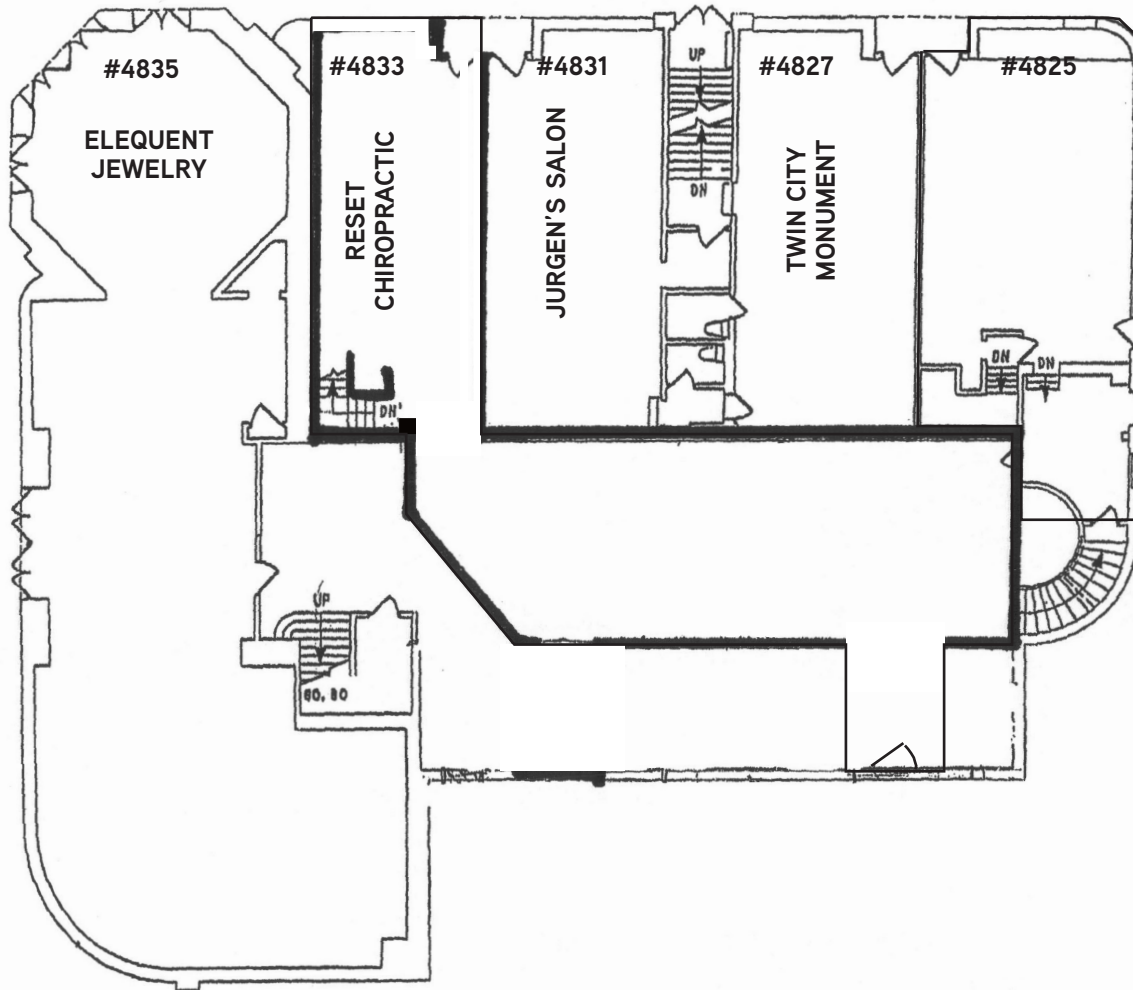 #4835
ELEQUENT
JEWELRY
#4833
RESET
CHIROPRACTIC
#4831
JURGEN'S SALON
UP
DN
#4827
TWIN CITY
MONUMENT
#4825
DN
DN
DN
UP